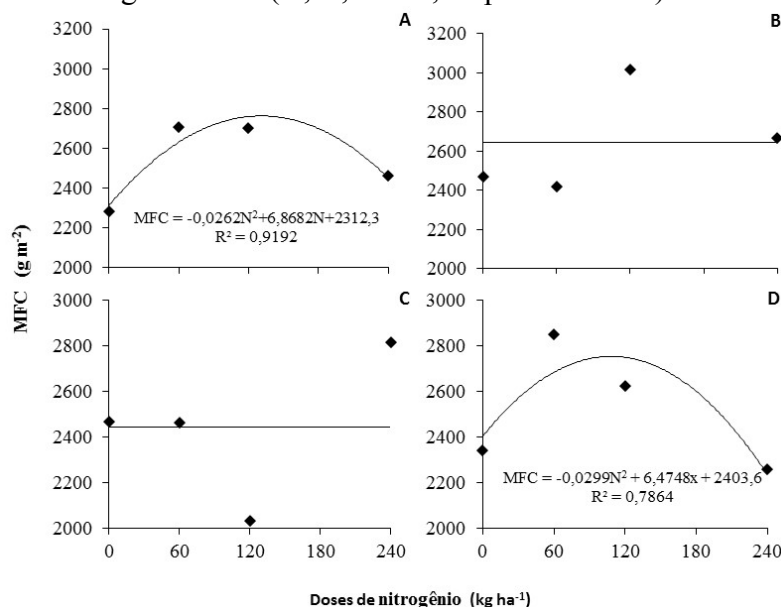 A
3200
3000
2800
2600
2400
2200
2000
MFC = -0,0262N²+6,8682N+2312,3
R² = 0,9192
B
3200
3000
2800
2600
2400
2200
2000
MFC (g m⁻²)
C
3000
2800
2600
2400
2200
2000
0 60 120 180 240
D
3000
2800
2600
2400
2200
2000
MFC = -0,0299N² + 6,4748x + 2403,6
R² = 0,7864
0 60 120 180 240
Doses de nitrogênio (kg ha⁻¹)